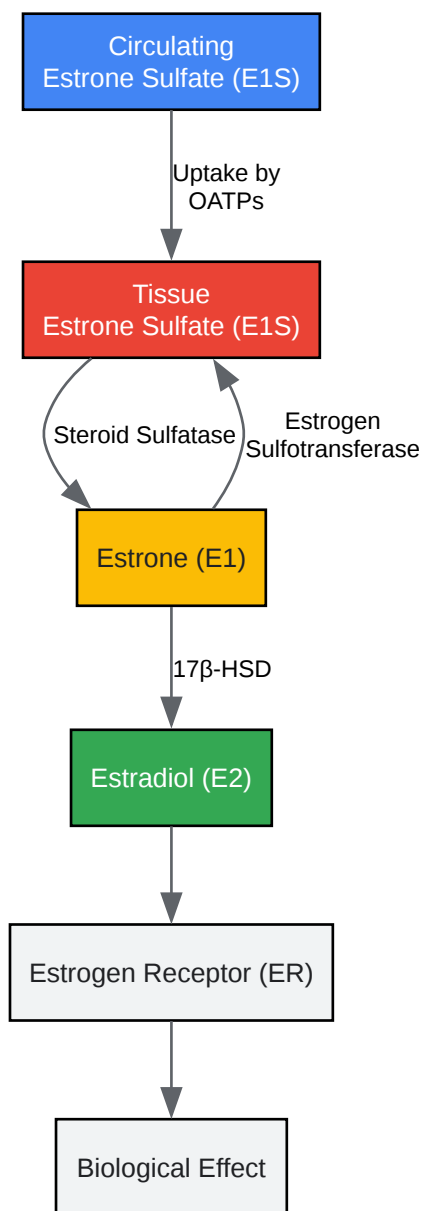 Circulating
Estrone Sulfate (E1S)
Uptake by
OATPs
Tissue
Estrone Sulfate (E1S)
Steroid Sulfatase
Estrogen
Sulfotransferase
Estrone (E1)
17β-HSD
Estradiol (E2)
Estrogen Receptor (ER)
Biological Effect